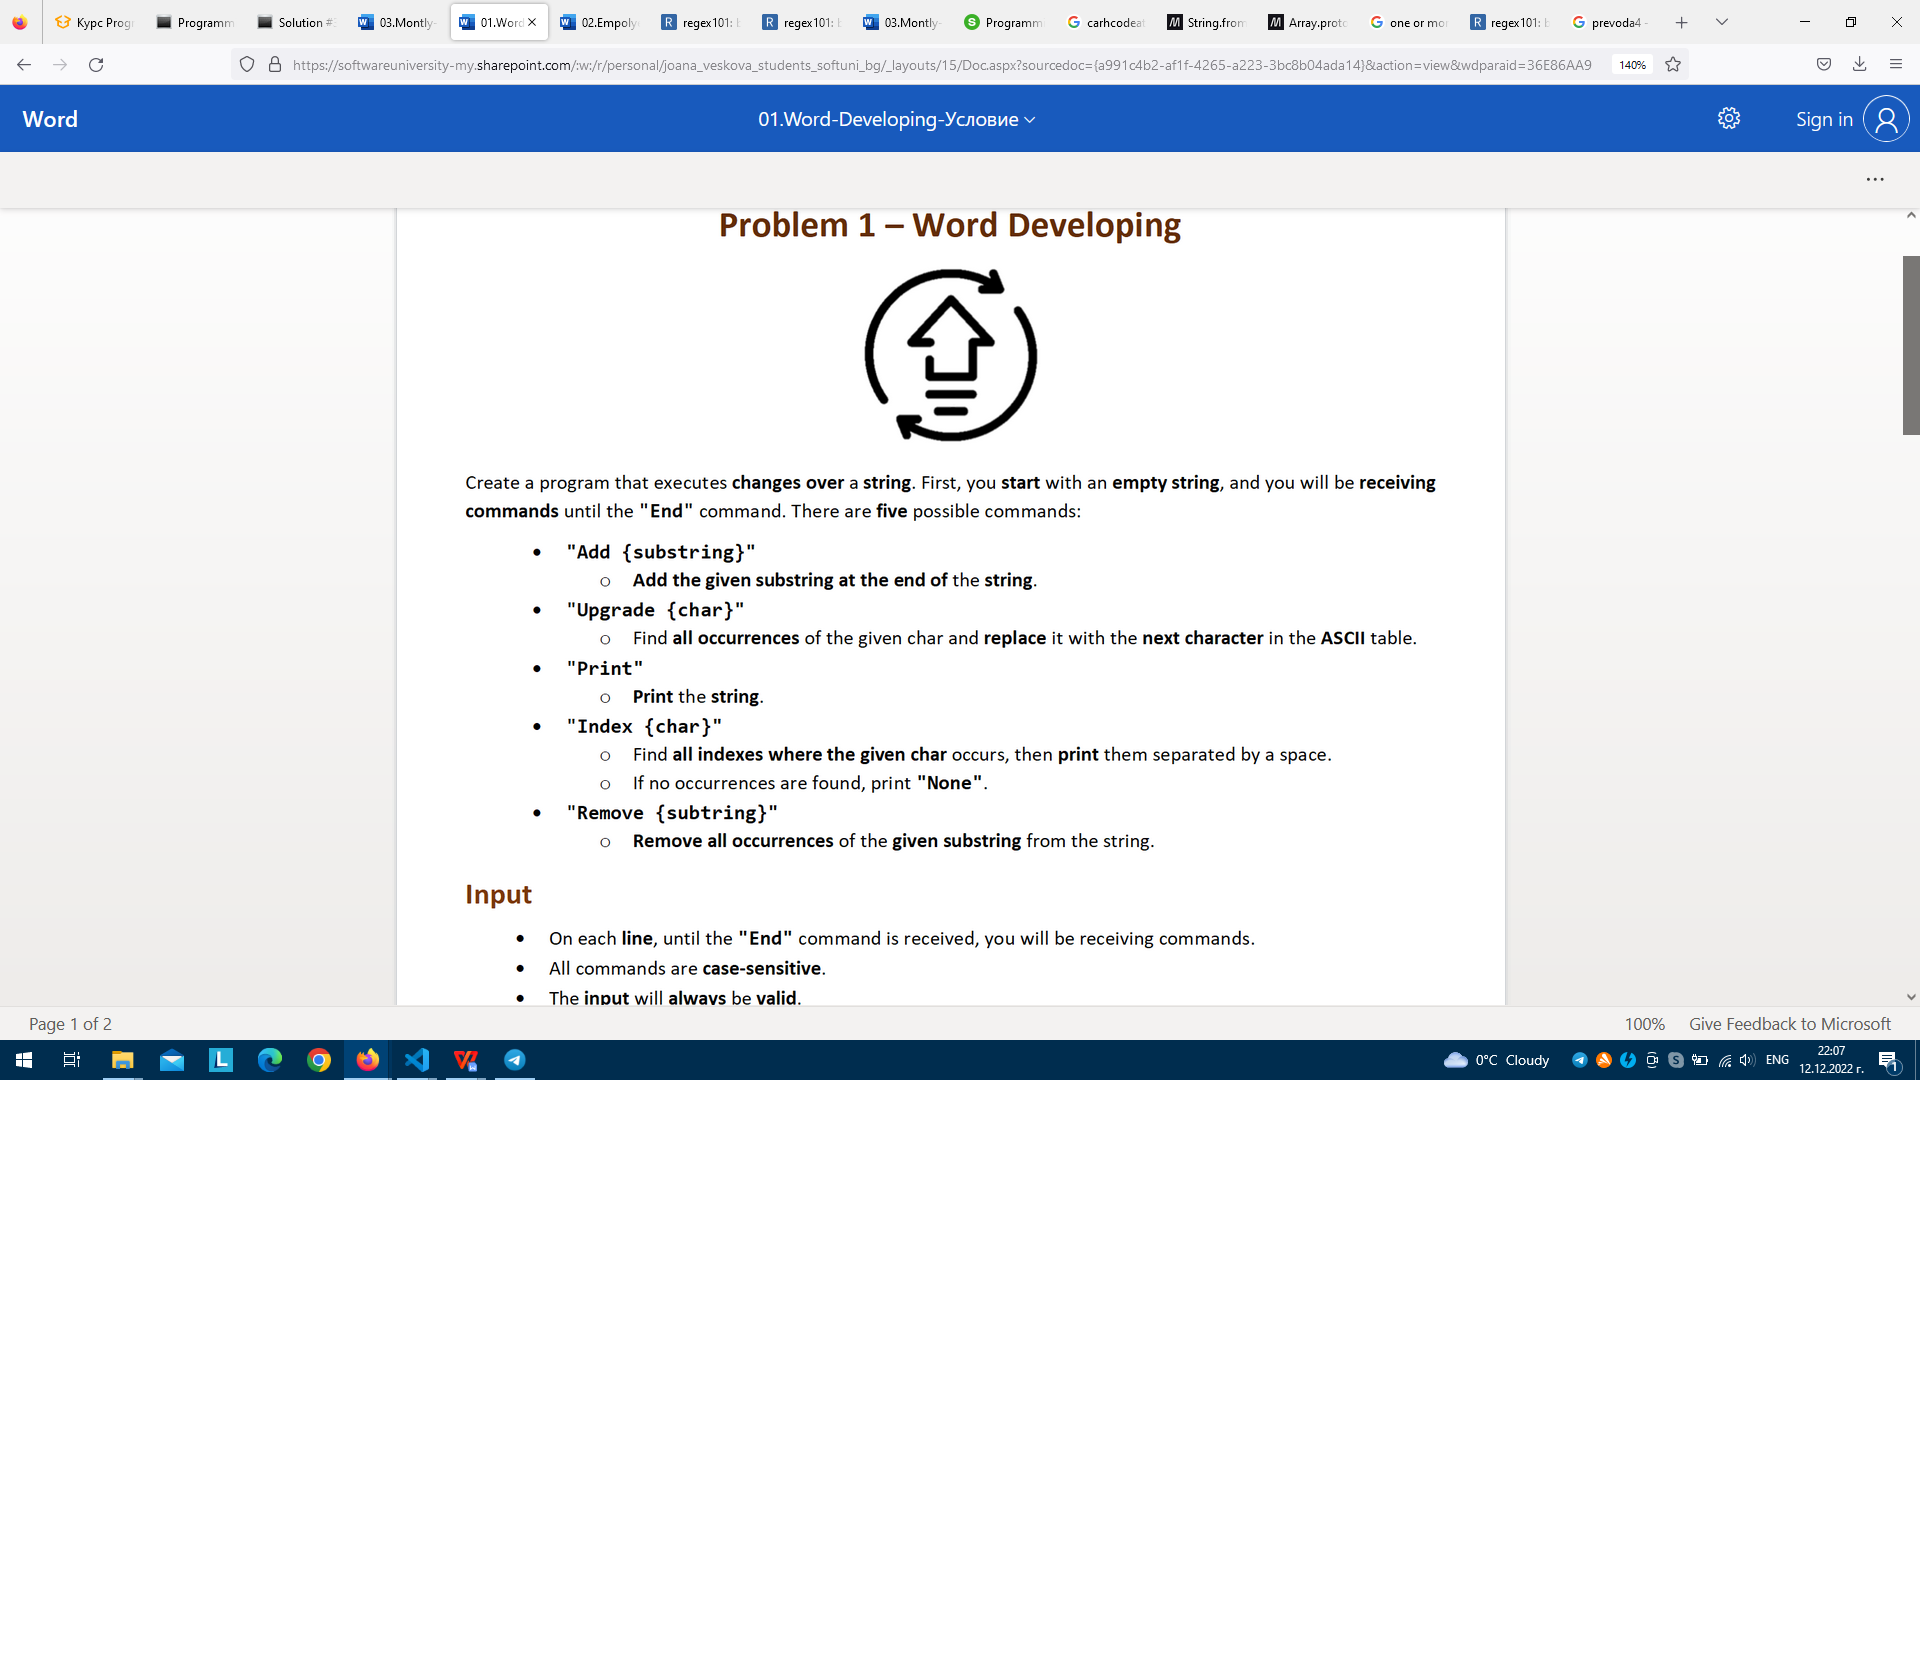 Курс Progr
Programm
Solution #
03.Montly-
01.Word
02.Empoly
regex101: b
regex101: b
03.Montly-
Programm
carhcodeat
String.from
Array.proto
one or mor
regex101: b
prevoda4 -
https://softwareuniversity-my.sharepoint.com/:w:/r/personal/joana_veskova_students_softuni_bg/_layouts/15/Doc.aspx?sourcedoc={a991c4b2-af1f-4265-a223-3bc8b04ada14}&action=view&wdparaid=36E86AA9
140%
Word
01.Word-Developing-Условие
Sign in
Problem 1 – Word Developing
Create a program that executes changes over a string. First, you start with an empty string, and you will be receiving
commands until the "End" command. There are five possible commands:
• "Add {substring}"
o Add the given substring at the end of the string.
• "Upgrade {char}"
o Find all occurrences of the given char and replace it with the next character in the ASCII table.
• "Print"
o Print the string.
• "Index {char}"
o Find all indexes where the given char occurs, then print them separated by a space.
o If no occurrences are found, print "None".
• "Remove {subtring}"
o Remove all occurrences of the given substring from the string.
Input
• On each line, until the "End" command is received, you will be receiving commands.
• All commands are case-sensitive.
• The input will always be valid.
Page 1 of 2
100%
Give Feedback to Microsoft
0°C Cloudy
ENG
22:07
12.12.2022 г.
1